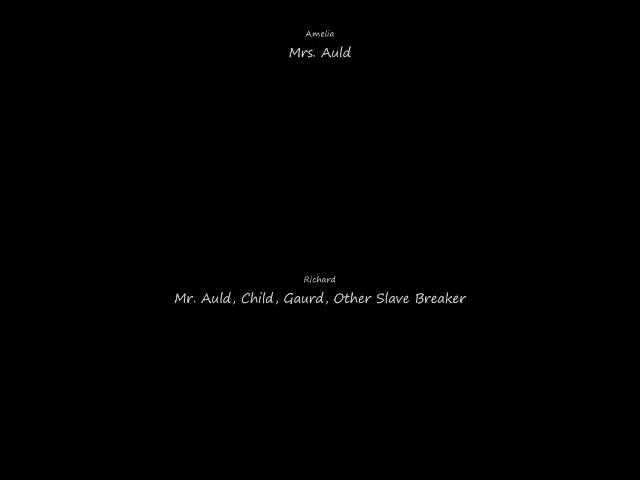 Amelia
Mrs. Auld
Richard
Mr. Auld, Child, Gaurd, Other Slave Breaker